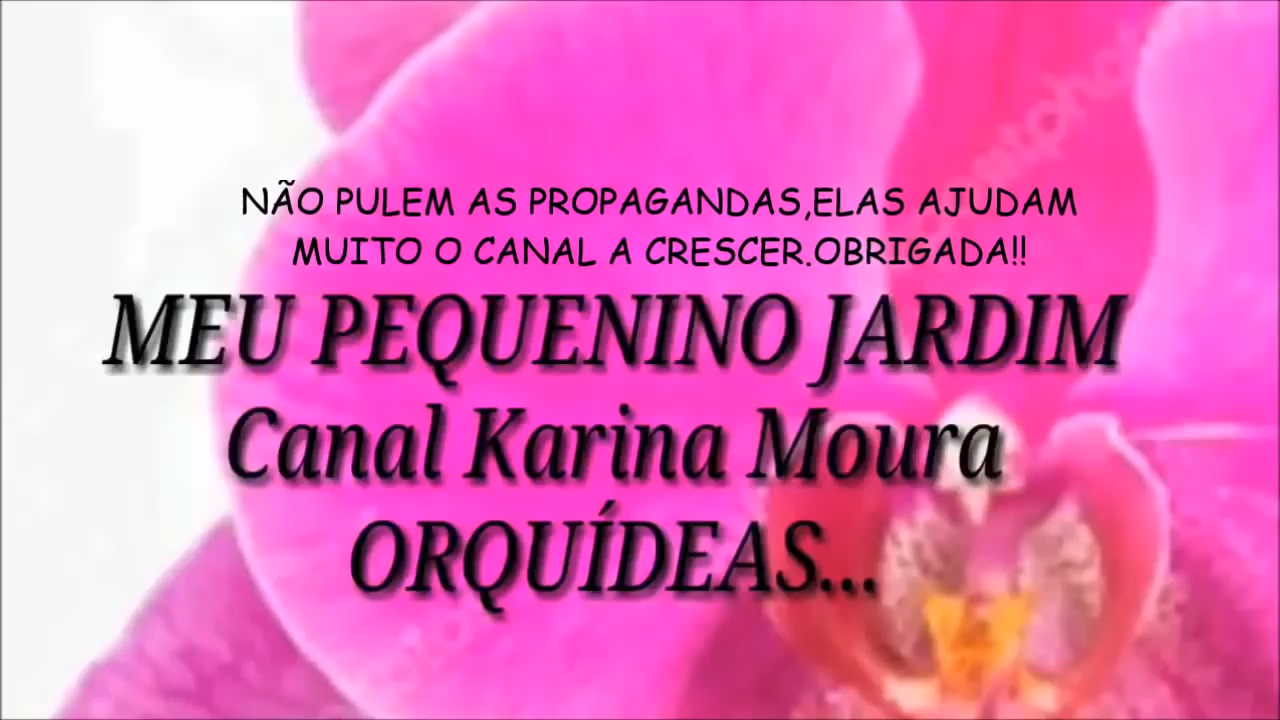 NÃO PULEM AS PROPAGANDAS,ELAS AJUDAM
MUITO O CANAL A CRESCER.OBRIGADA!!
MEU PEQUENINO JARDIM
Canal Karina Moura
ORQUÍDEAS...